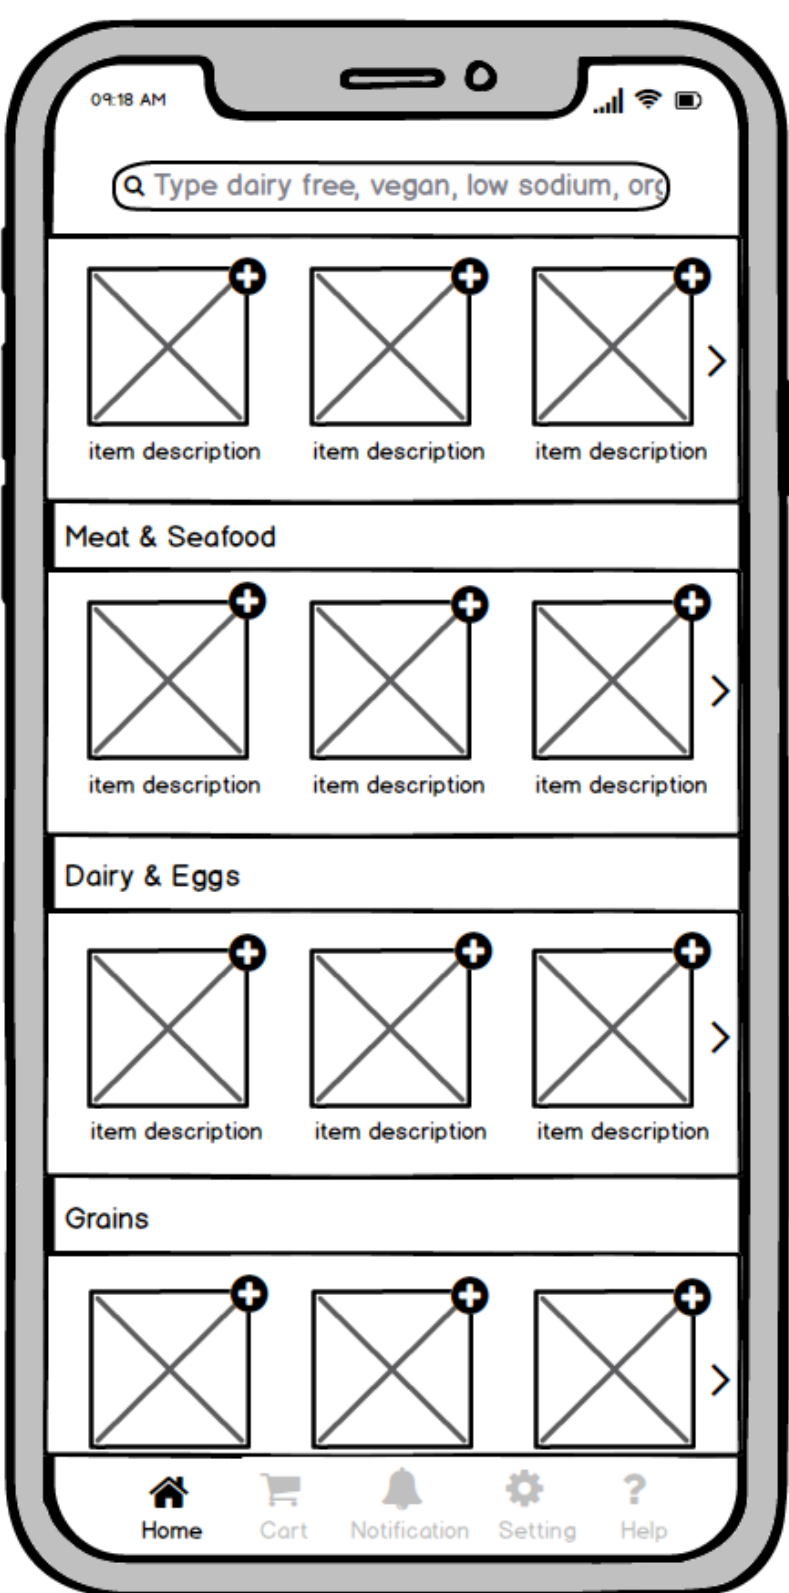 09:18 AM
Type dairy free, vegan, low sodium, org
item description item description item description
Meat & Seafood
item description item description item description
Dairy & Eggs
item description item description item description
Grains
Home Cart Notification Setting Help